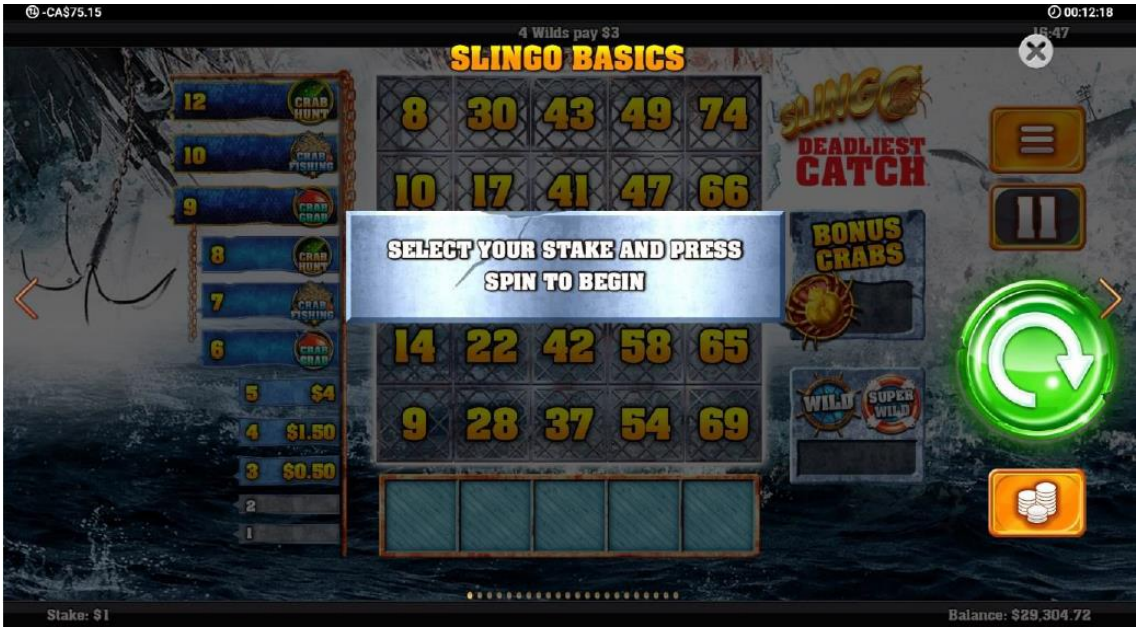 -CA$75.15
00:12:18
4 Wilds pay $3
16:47
SLINGO BASICS
12 CRAB HUNT
10 CRAB FISHING
9 CRAB GRAB
8 CRAB HUNT
7 CRAB FISHING
6 CRAB GRAB
5 $4
4 $1.50
3 $0.50
2
1
8 30 43 49 74
10 17 41 47 66
SELECT YOUR STAKE AND PRESS
SPIN TO BEGIN
14 22 42 58 65
9 28 37 54 69
SLINGO
DEADLIEST
CATCH
BONUS
CRABS
WILD SUPER WILD
Stake: $1
Balance: $29,304.72